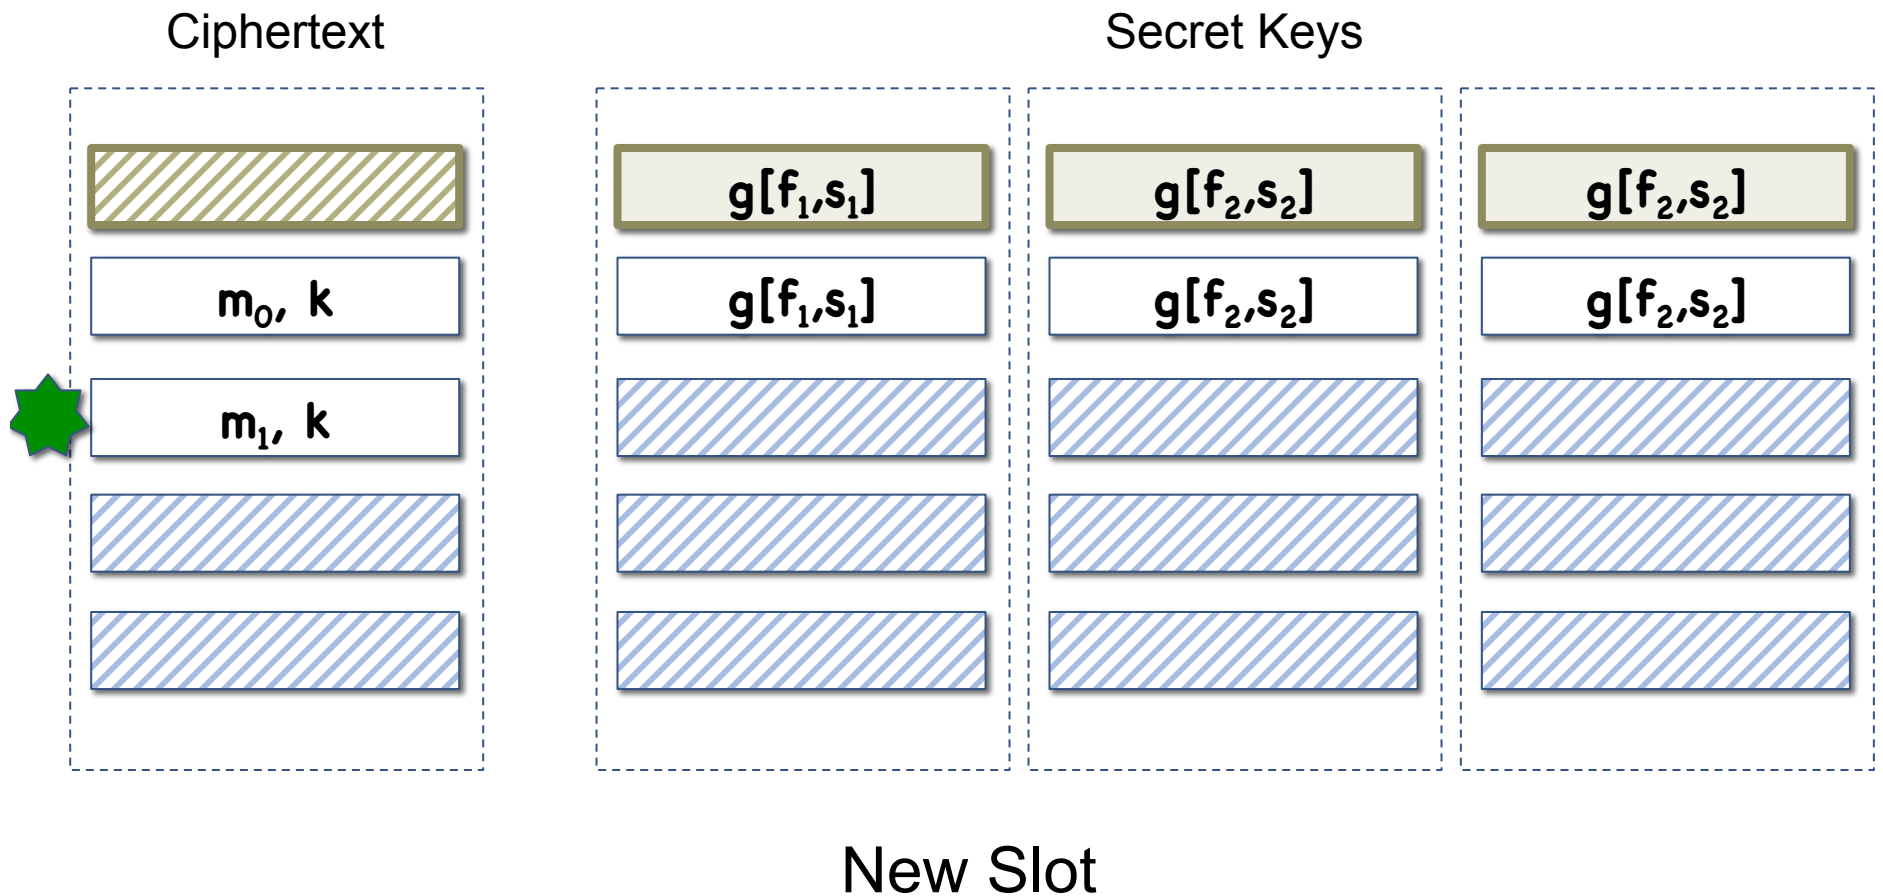 Ciphertext Secret Keys
g[f₁,s₁] g[f₂,s₂] g[f₂,s₂]
m₀, k g[f₁,s₁] g[f₂,s₂] g[f₂,s₂]
m₁, k
New Slot